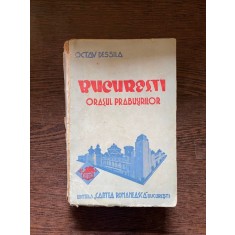 OCTAV DESSILA
BUCUREȘTI
ORAȘUL PRĂBUȘIRILOR
EDITURA "CARTEA ROMÂNEASCĂ" BUCUREȘTI